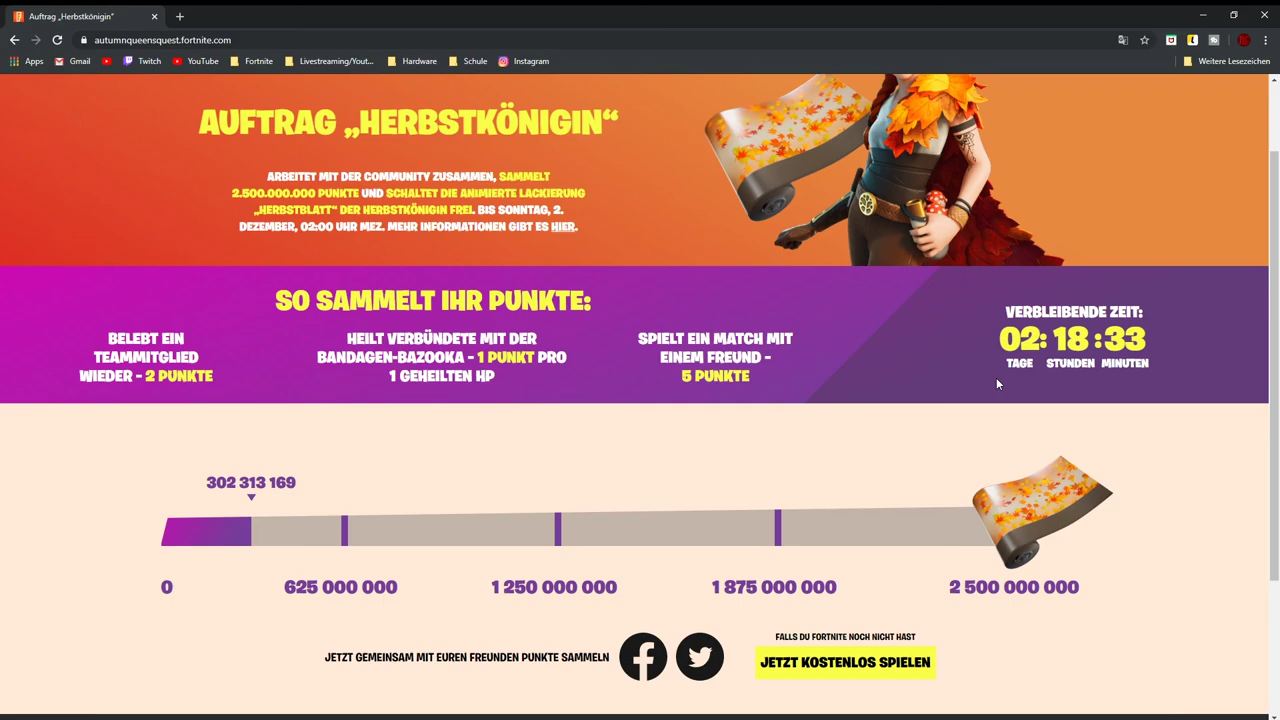 Auftrag „Herbstkönigin"
autumnqueensquest.fortnite.com
Apps Gmail Twitch YouTube Fortnite Livestreaming/Yout... Hardware Schule Instagram Weitere Lesezeichen
AUFTRAG „HERBSTKÖNIGIN“
ARBEITET MIT DER COMMUNITY ZUSAMMEN, SAMMELT
2.500.000.000 PUNKTE UND SCHALTET DIE ANIMIERTE LACKIERUNG
„HERBSTBLATT“ DER HERBSTKÖNIGIN FREI. BIS SONNTAG, 2.
DEZEMBER, 02:00 UHR MEZ. MEHR INFORMATIONEN GIBT ES HIER.
SO SAMMELT IHR PUNKTE:
BELEBT EIN
TEAMMITGLIED
WIEDER - 2 PUNKTE
HEILT VERBÜNDETE MIT DER
BANDAGEN-BAZOOKA - 1 PUNKT PRO
1 GEHEILTEN HP
SPIELT EIN MATCH MIT
EINEM FREUND -
5 PUNKTE
VERBLEIBENDE ZEIT:
02: 18 :33
TAGE STUNDEN MINUTEN
302 313 169
0 625 000 000 1 250 000 000 1 875 000 000 2 500 000 000
JETZT GEMEINSAM MIT EUREN FREUNDEN PUNKTE SAMMELN
FALLS DU FORTNITE NOCH NICHT HAST
JETZT KOSTENLOS SPIELEN